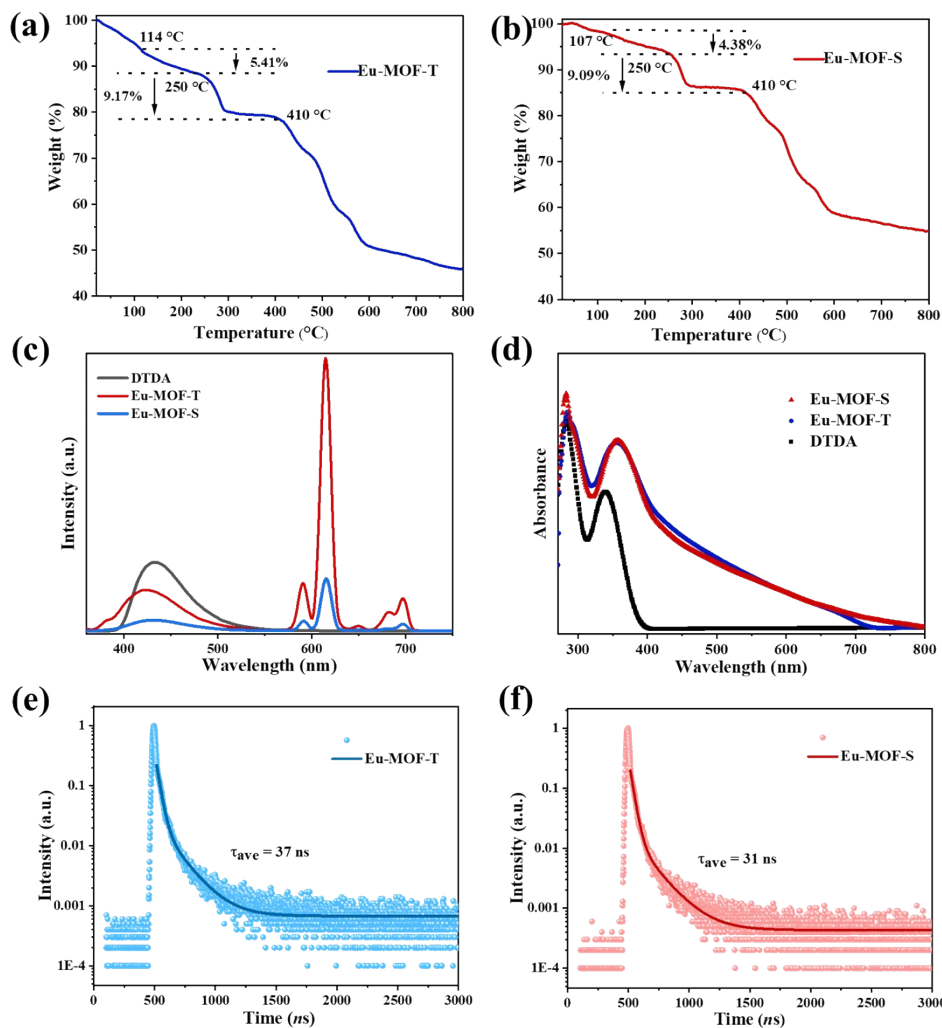 (a)
114 °C
5.41%
Eu-MOF-T
9.17%
250 °C
410 °C
Weight (%)
100
90
80
70
60
50
40
0 100 200 300 400 500 600 700 800
Temperature (°C)
(b)
107 °C
4.38%
Eu-MOF-S
9.09%
250 °C
410 °C
Weight (%)
100
90
80
70
60
50
40
0 100 200 300 400 500 600 700 800
Temperature (°C)
(c)
DTDA
Eu-MOF-T
Eu-MOF-S
Intensity (a.u.)
400 500 600 700
Wavelength (nm)
(d)
Eu-MOF-S
Eu-MOF-T
DTDA
Absorbance
300 400 500 600 700 800
Wavelength (nm)
(e)
Eu-MOF-T
τave = 37 ns
Intensity (a.u.)
1
0.1
0.01
0.001
1E-4
0 500 1000 1500 2000 2500 3000
Time (ns)
(f)
Eu-MOF-S
τave = 31 ns
Intensity (a.u.)
1
0.1
0.01
0.001
1E-4
0 500 1000 1500 2000 2500 3000
Time (ns)